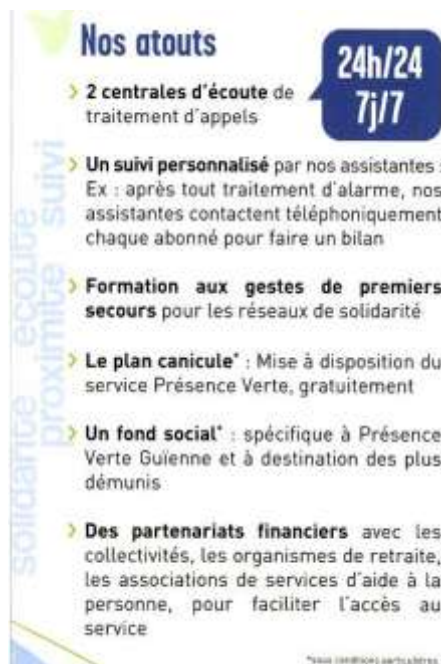 Nos atouts
24h/24
7j/7
2 centrales d'écoute de
traitement d'appels
Un suivi personnalisé par nos assistantes :
Ex : après tout traitement d'alarme, nos
assistantes contactent téléphoniquement
chaque abonné pour faire un bilan
Formation aux gestes de premiers
secours pour les réseaux de solidarité
Le plan canicule* : Mise à disposition du
service Présence Verte, gratuitement
Un fond social* : spécifique à Présence
Verte Guienne et à destination des plus
démunis
Des partenariats financiers avec les
collectivités, les organismes de retraite,
les associations de services d'aide à la
personne, pour faciliter l'accès au
service
*sous conditions particulières
solidarité écoute
proximité suivi